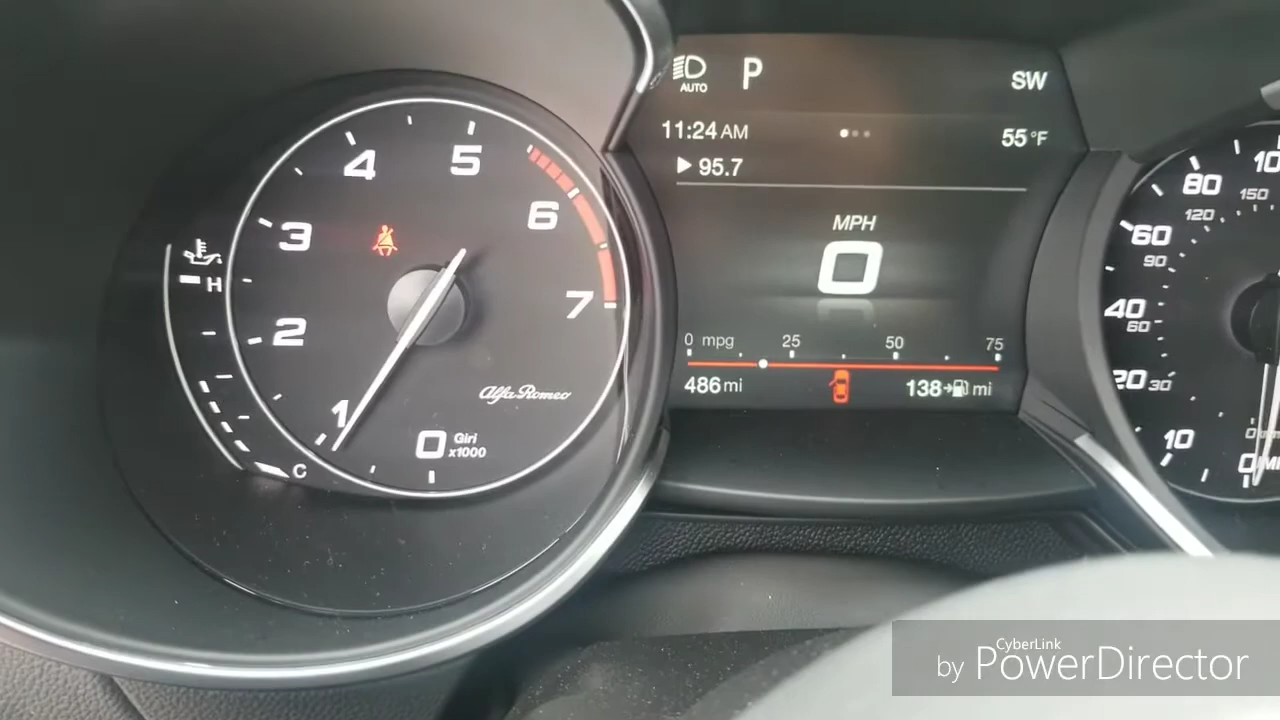 4
5
3
6
2
7
1
Alfa Romeo
0 Giri
x1000
H
C
AUTO
P
SW
11:24 AM
55°F
95.7
MPH
0
0 mpg 25 50 75
486 mi
138 mi
80
150
120
60
90
40
60
20 30
10
0
CyberLink
by PowerDirector